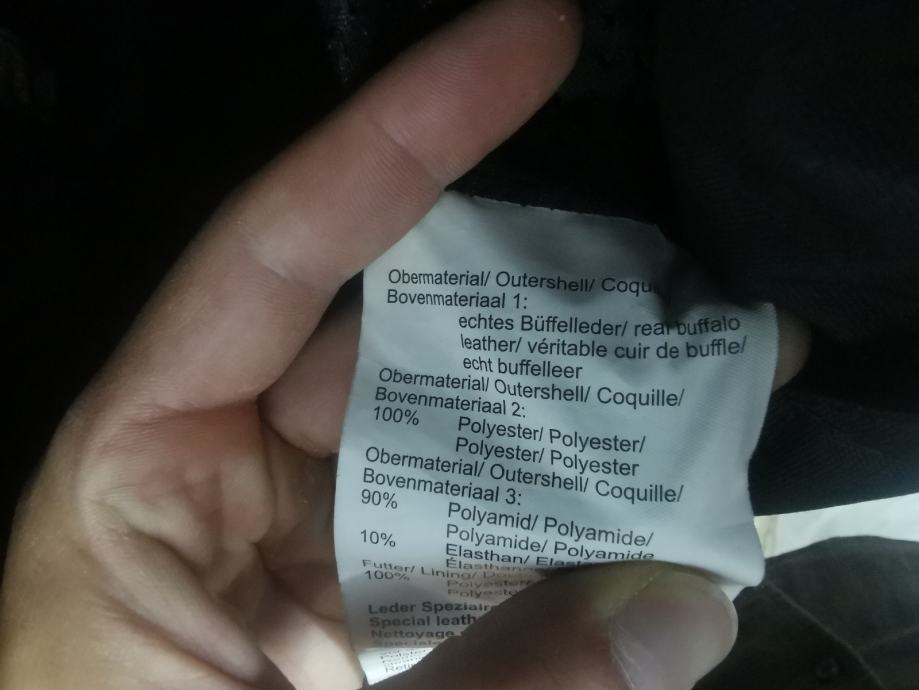 Obermaterial/ Outershell/
Bovenmateriaal 1:
echtes Büffelleder/ real buffalo
leather/ véritable cuir de buffle/
echt buffelleer
Obermaterial/ Outershell/ Coquille/
Bovenmateriaal 2:
100% Polyester/ Polyester/
Polyester/ Polyester
Obermaterial/ Outershell/ Coquille/
Bovenmateriaal 3:
90% Polyamid/ Polyamide/
Polyamide/ Polyamide
10% Elasthan/
Futter/ Lining/
100% Polyester/
Leder
Special
Nettoyage